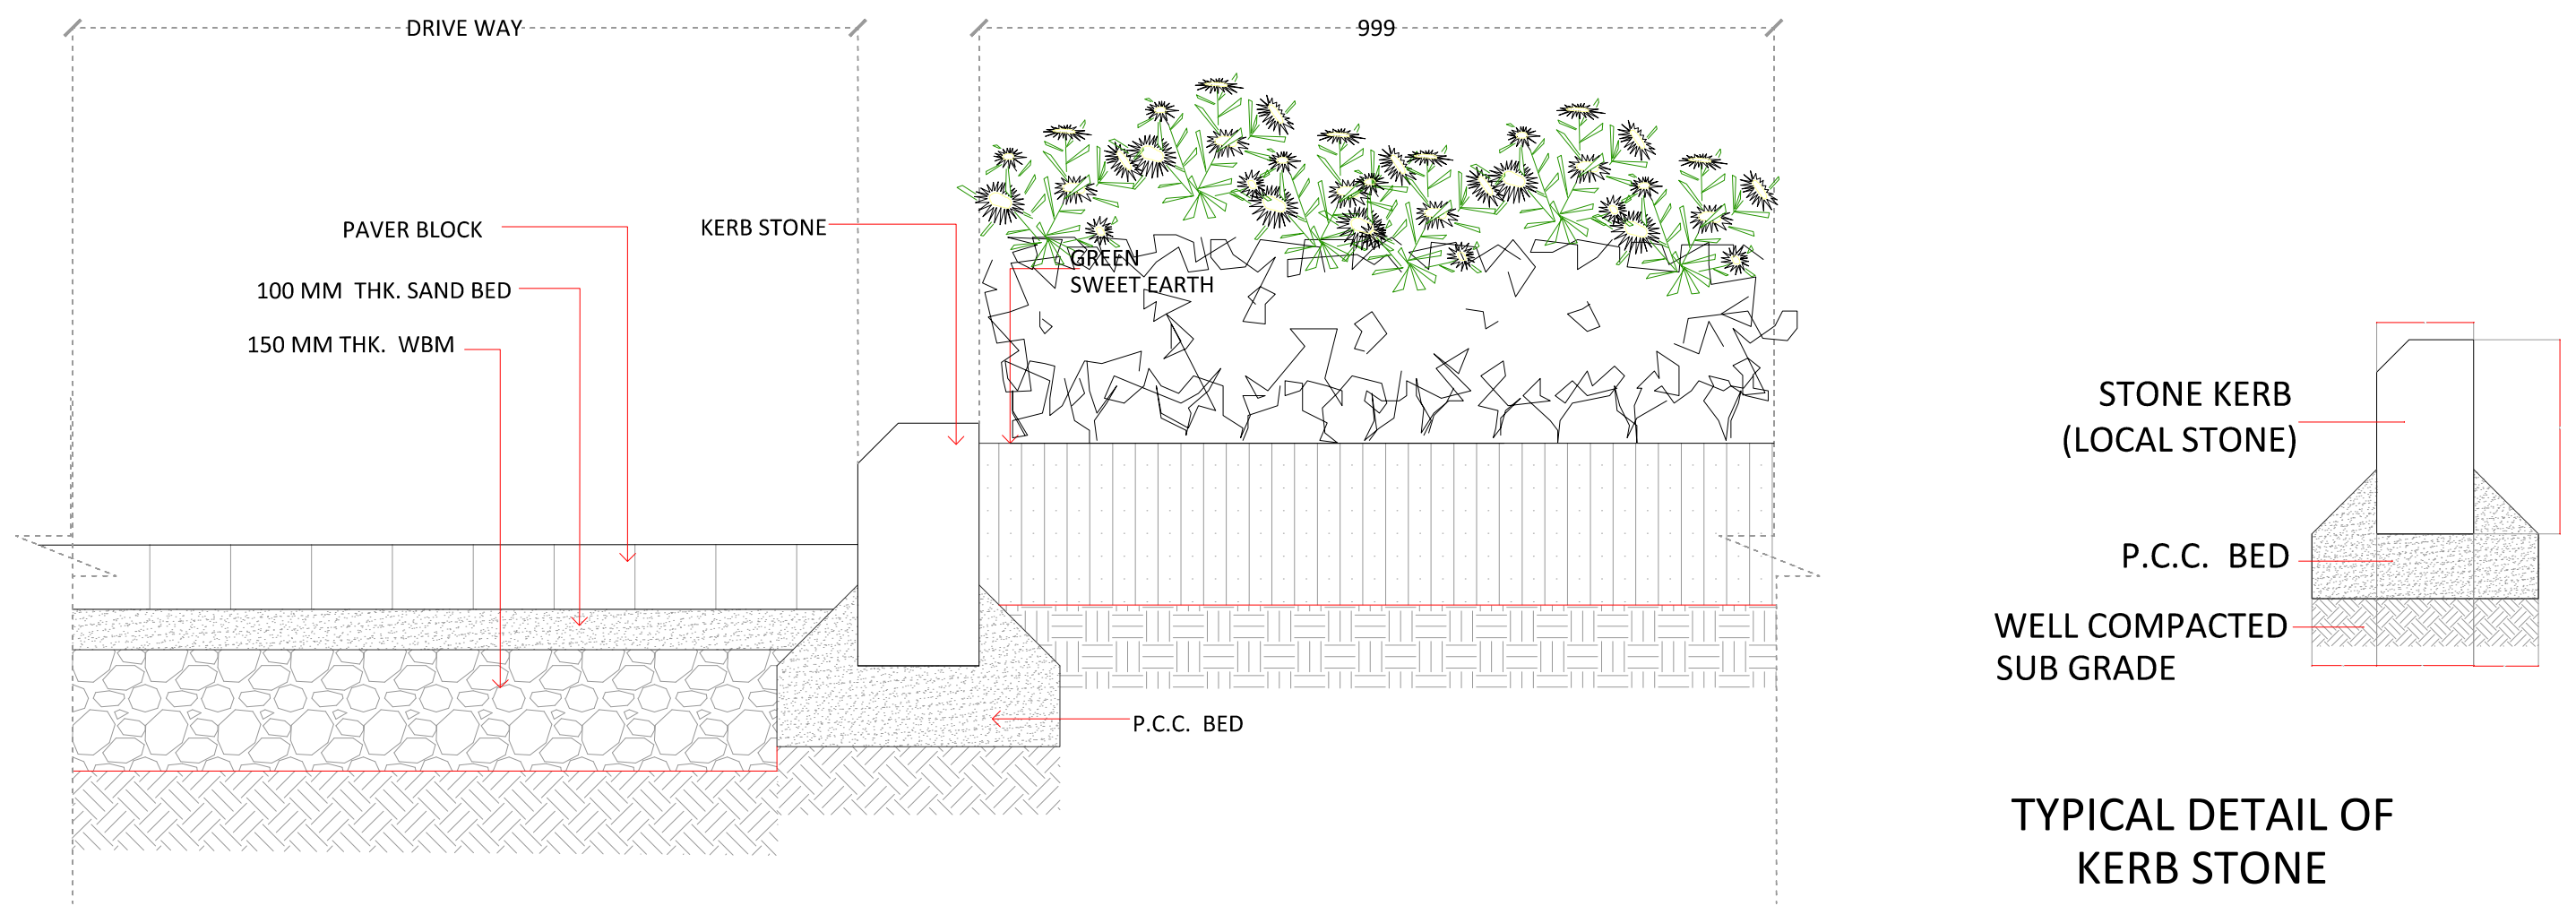 DRIVE WAY
999
PAVER BLOCK
KERB STONE
100 MM THK. SAND BED
150 MM THK. WBM
GREEN
SWEET EARTH
P.C.C. BED
STONE KERB
(LOCAL STONE)
P.C.C. BED
WELL COMPACTED
SUB GRADE
TYPICAL DETAIL OF
KERB STONE